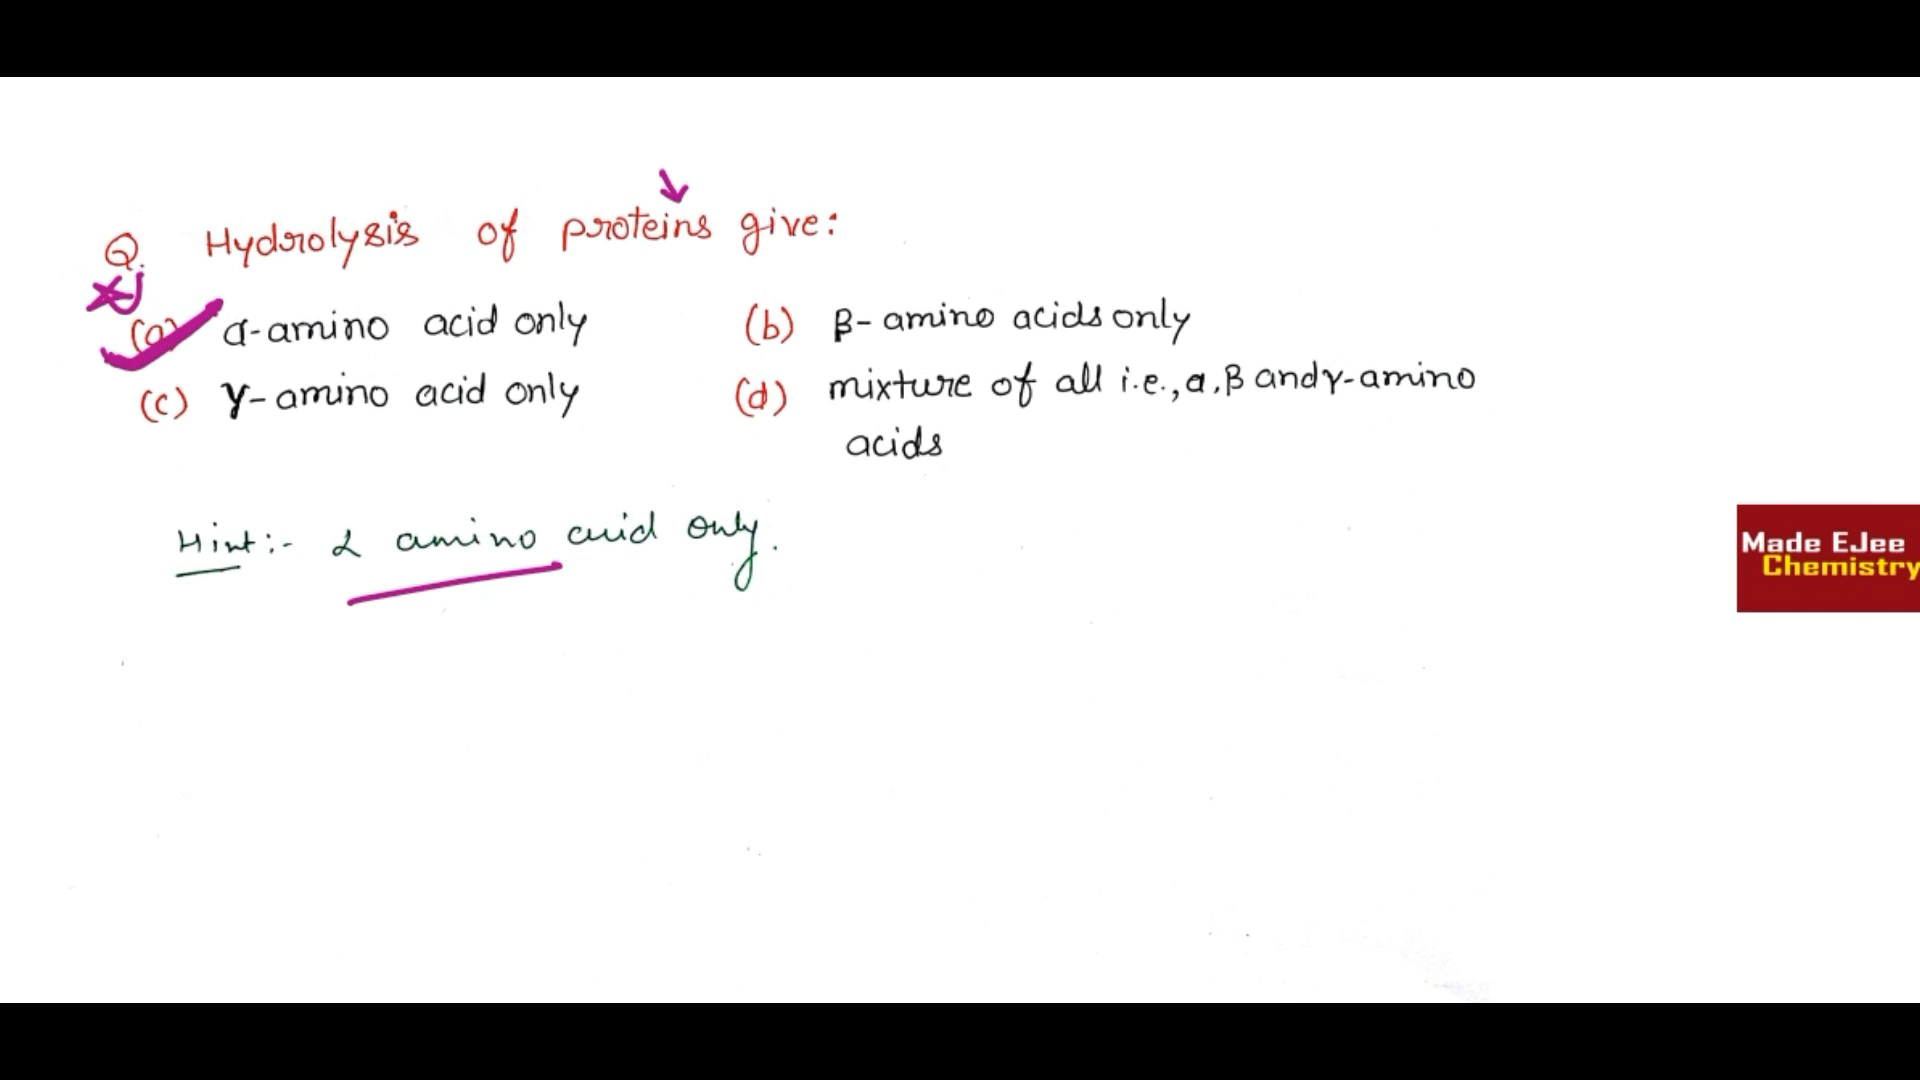 Q. Hydrolysis of proteins give:
(a) α-amino acid only (b) β-amino acids only
(c) γ-amino acid only (d) mixture of all i.e., α, β and γ-amino
acids
Hint:- α amino acid only.
Made EJee
Chemistry